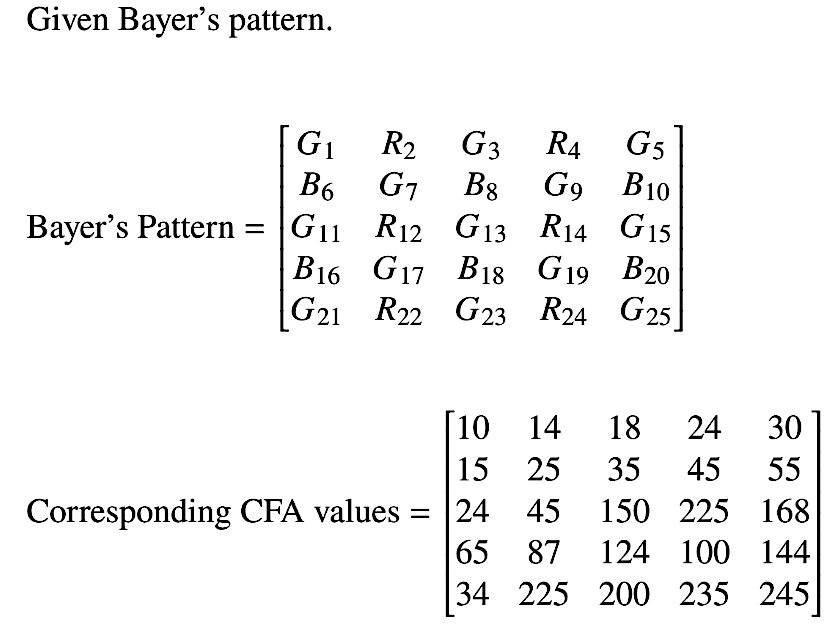 Given Bayer’s pattern.
G1 R2 G3 R4 G5
B6 G7 B8 G9 B10
Bayer’s Pattern = G11 R12 G13 R14 G15
B16 G17 B18 G19 B20
G21 R22 G23 R24 G25
10 14 18 24 30
15 25 35 45 55
Corresponding CFA values = 24 45 150 225 168
65 87 124 100 144
34 225 200 235 245